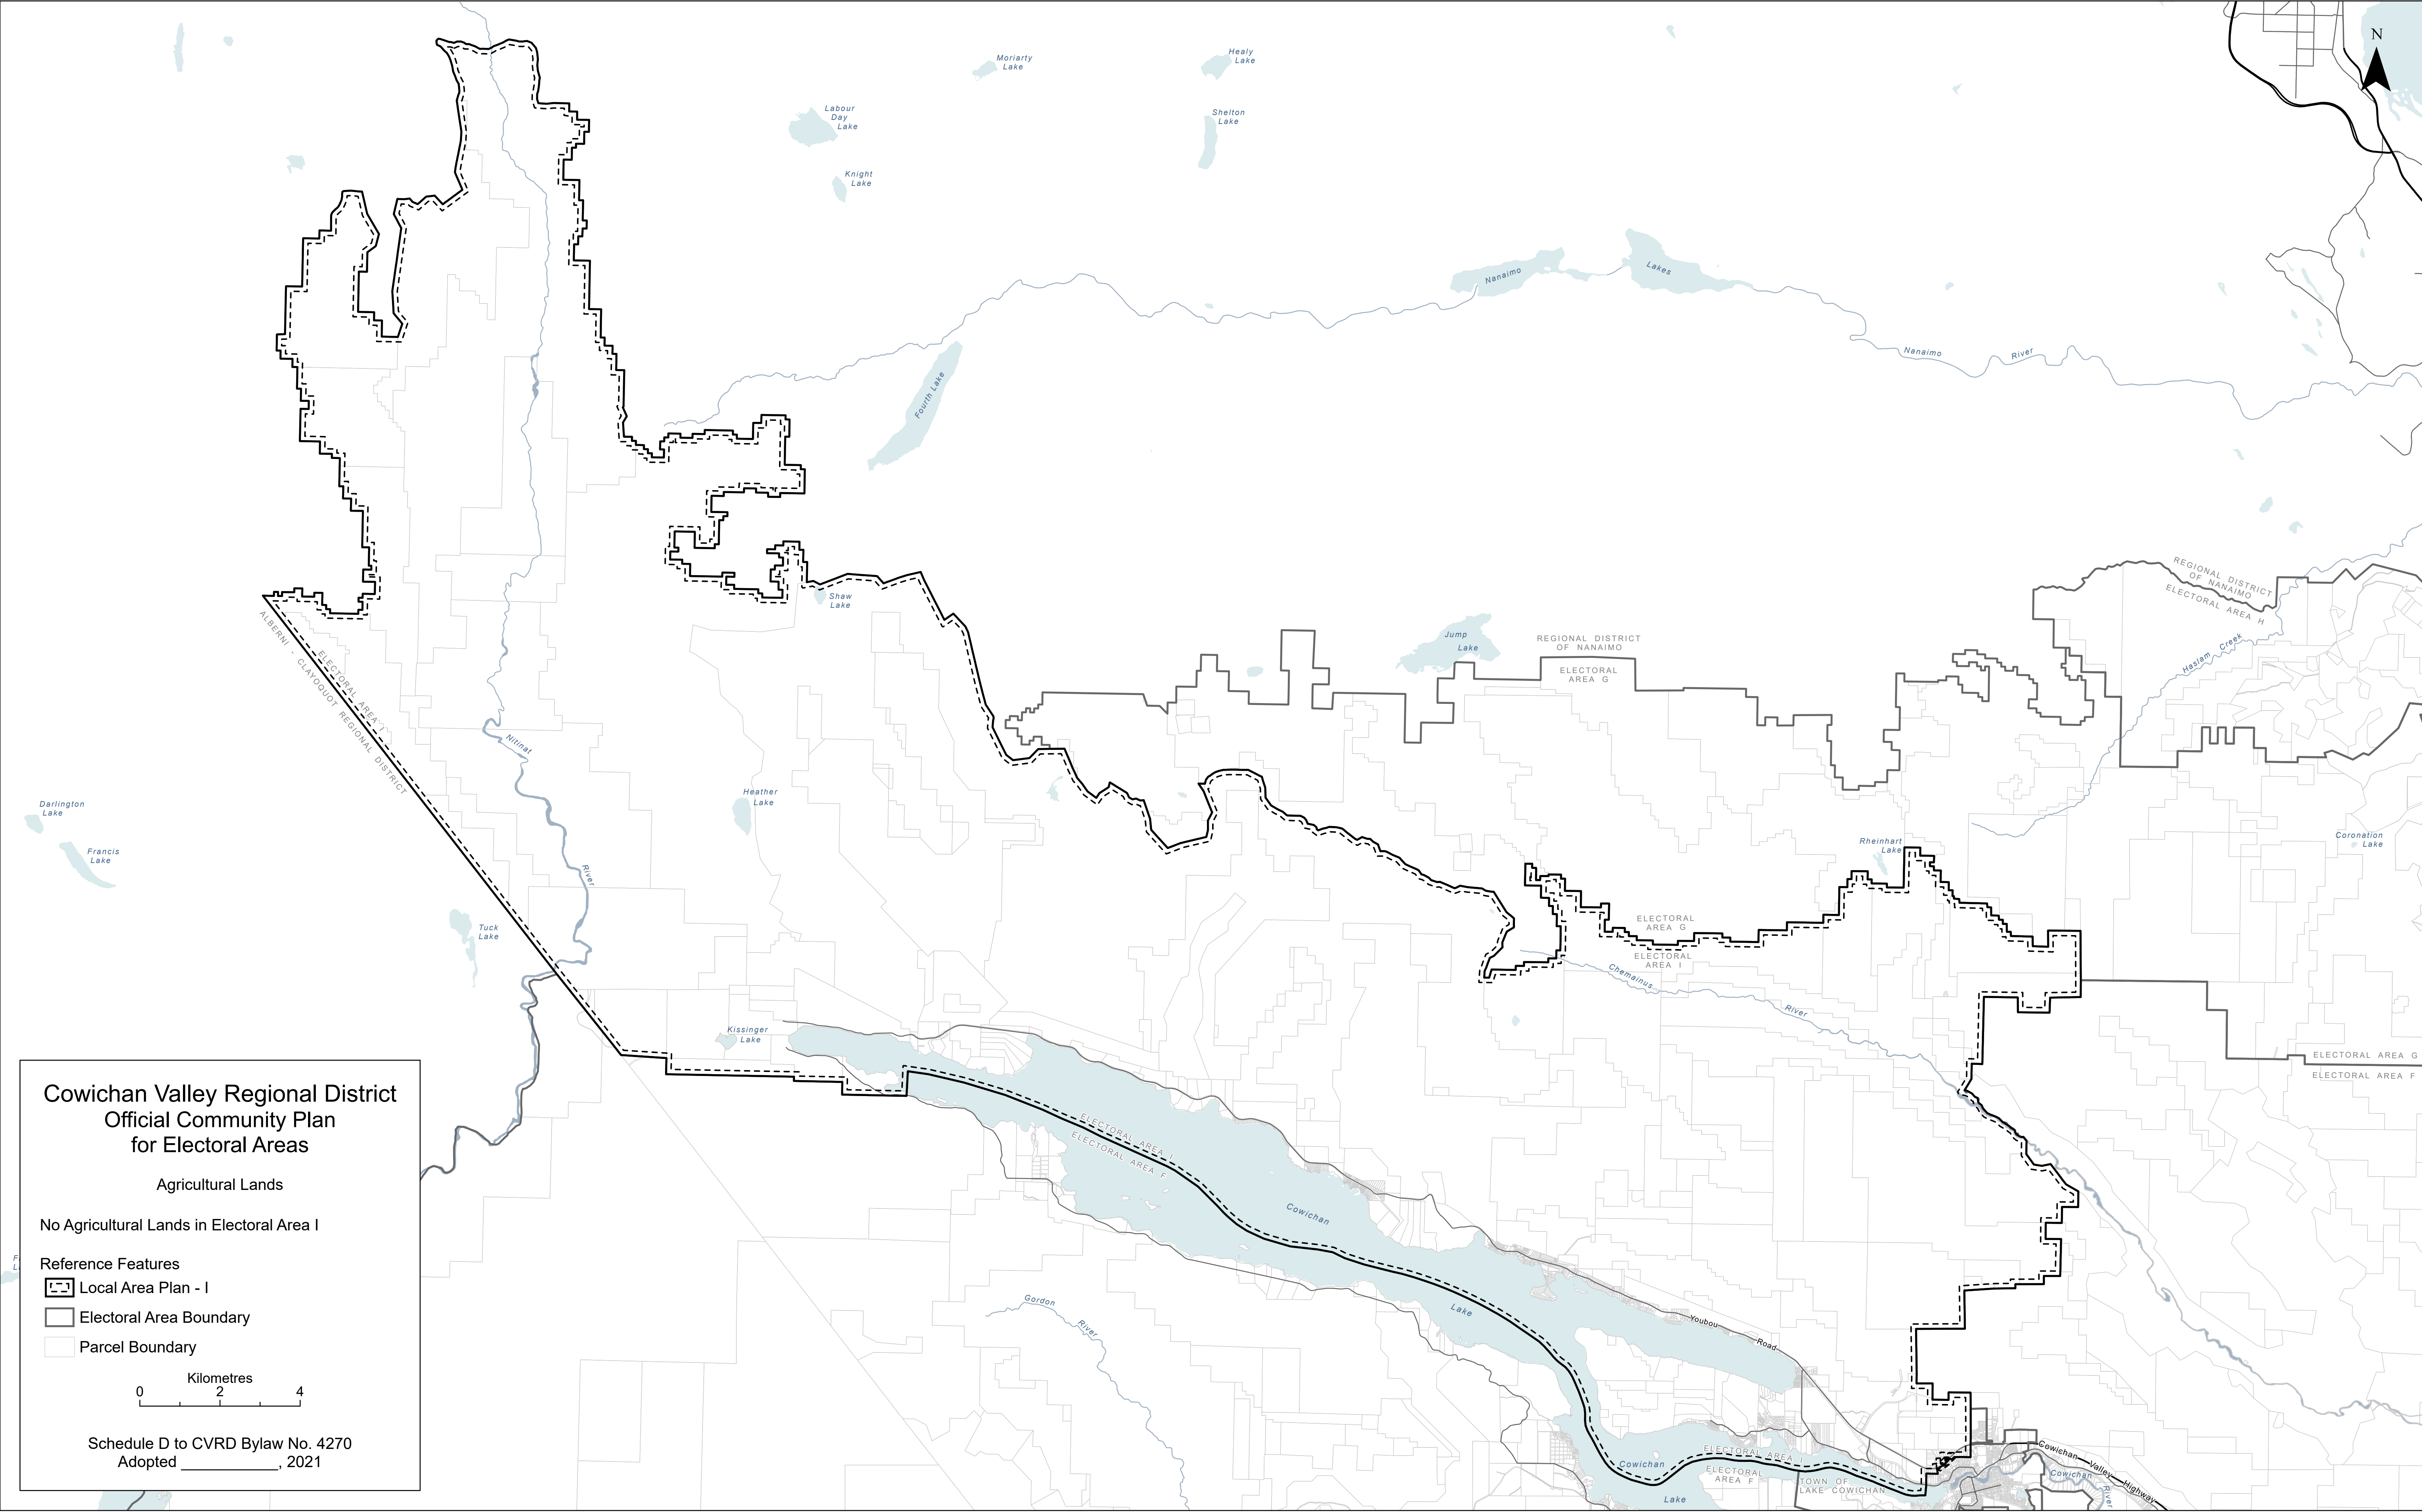 N
Moriarty
Lake
Healy
Lake
Labour
Day
Lake
Shelton
Lake
Knight
Lake
Nanaimo
Lakes
Nanaimo
River
Fourth Lake
REGIONAL DISTRICT
OF NANAIMO
ELECTORAL AREA H
Haslam Creek
Shaw
Lake
Jump
Lake
REGIONAL DISTRICT
OF NANAIMO
ELECTORAL
AREA G
ELECTORAL AREA I
ALBERNI - CLAYOQUOT REGIONAL DISTRICT
Nitinat
River
Heather
Lake
Darlington
Lake
Francis
Lake
Tuck
Lake
Rheinhart
Lake
Coronation
Lake
ELECTORAL
AREA G
ELECTORAL
AREA I
Chemainus
River
Kissinger
Lake
ELECTORAL AREA G
ELECTORAL AREA F
ELECTORAL AREA I
ELECTORAL AREA F
Cowichan
Lake
Gordon
River
Youbou
Road
Cowichan
Lake
ELECTORAL AREA I
ELECTORAL
AREA F
TOWN OF
LAKE COWICHAN
Cowichan Valley Highway
Cowichan
River
Cowichan Valley Regional District
Official Community Plan
for Electoral Areas
Agricultural Lands
No Agricultural Lands in Electoral Area I
Reference Features
Local Area Plan - I
Electoral Area Boundary
Parcel Boundary
Kilometres
0 2 4
Schedule D to CVRD Bylaw No. 4270
Adopted ____________, 2021